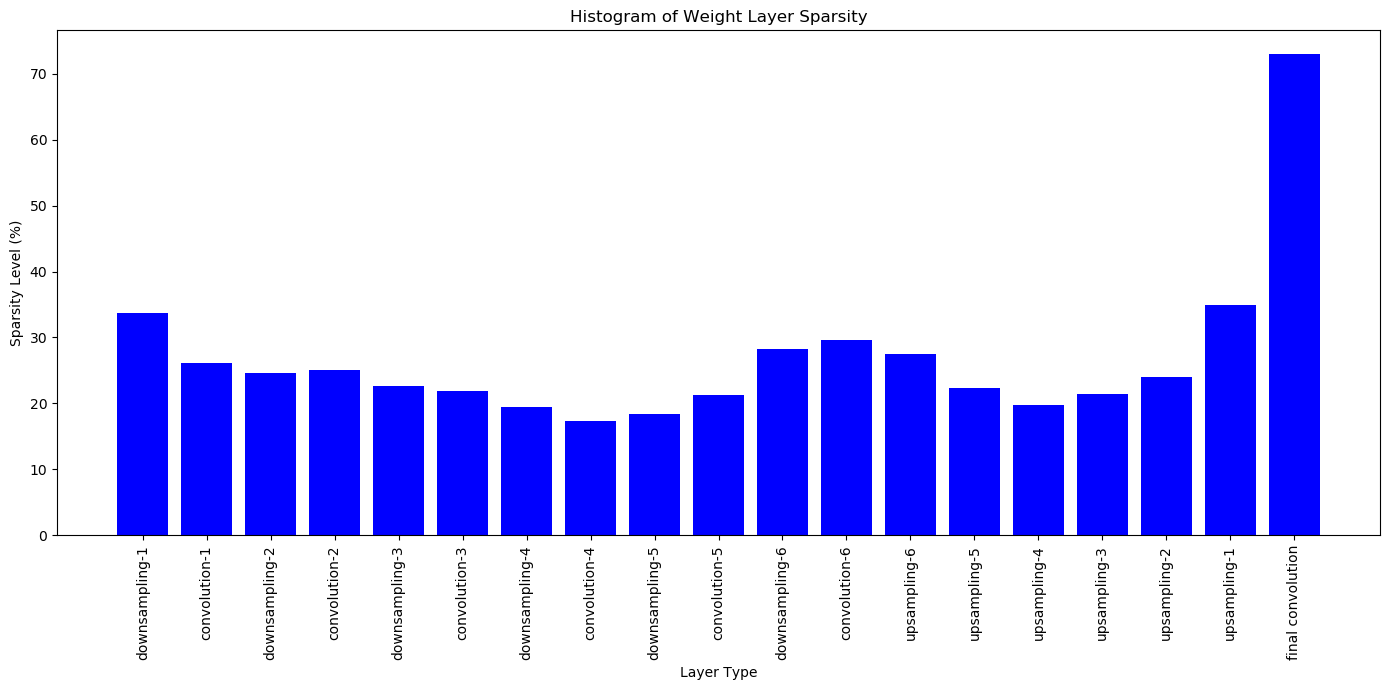 Histogram of Weight Layer Sparsity
Sparsity Level (%)
70
60
50
40
30
20
10
0
downsampling-1
convolution-1
downsampling-2
convolution-2
downsampling-3
convolution-3
downsampling-4
convolution-4
downsampling-5
convolution-5
downsampling-6
convolution-6
upsampling-6
upsampling-5
upsampling-4
upsampling-3
upsampling-2
upsampling-1
final convolution
Layer Type